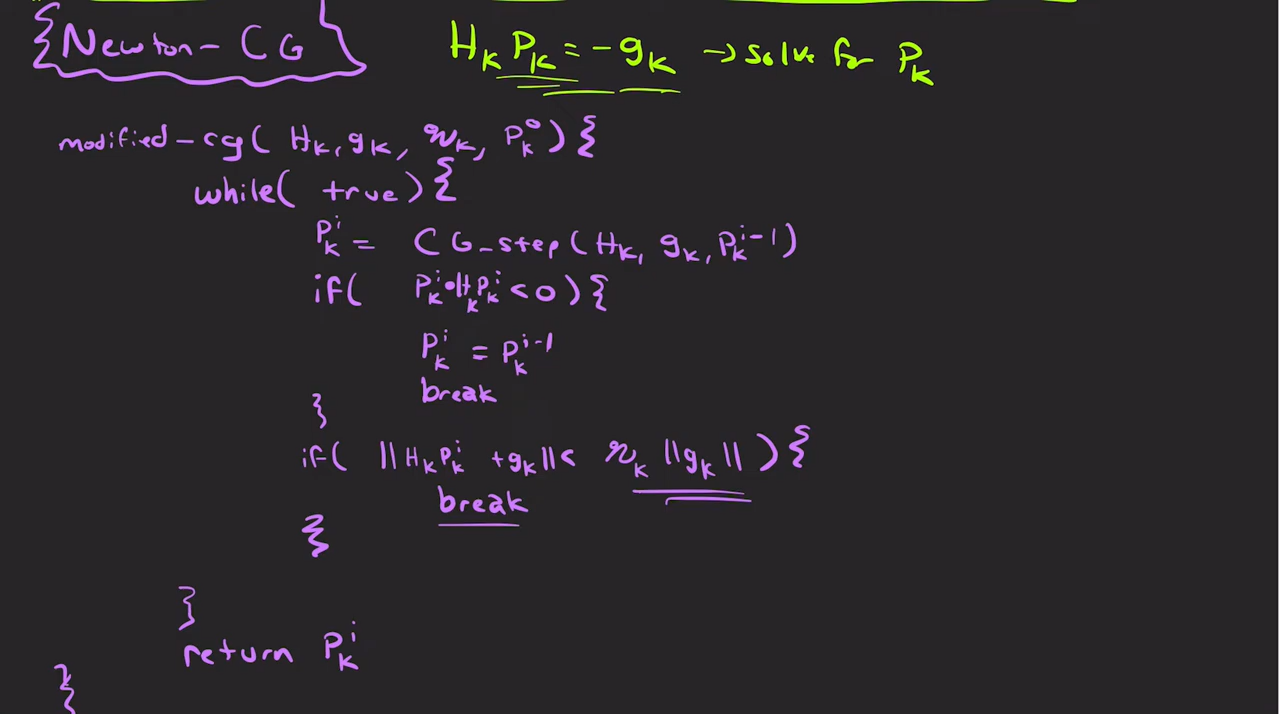 {Newton-CG} H_k P_k = -g_k → solve for P_k
modified-cg( H_k, g_k, η_k, P_k^0 ) {
while( true ) {
P_k^i = CG-step( H_k, g_k, P_k^{i-1} )
if( P_k^i • H_k P_k^i < 0 ) {
P_k^i = P_k^{i-1}
break
}
if( ||H_k P_k^i + g_k|| < η_k ||g_k|| ) {
break
}
}
return P_k^i
}